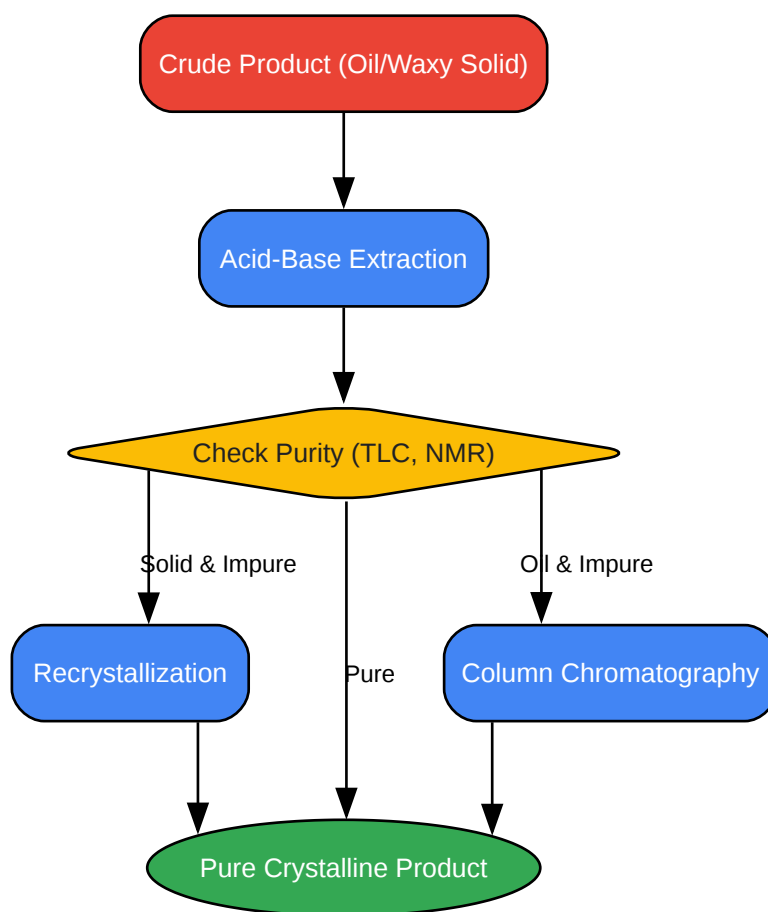 Crude Product (Oil/Waxy Solid)
Acid-Base Extraction
Check Purity (TLC, NMR)
Solid & Impure
Oil & Impure
Recrystallization
Pure
Column Chromatography
Pure Crystalline Product